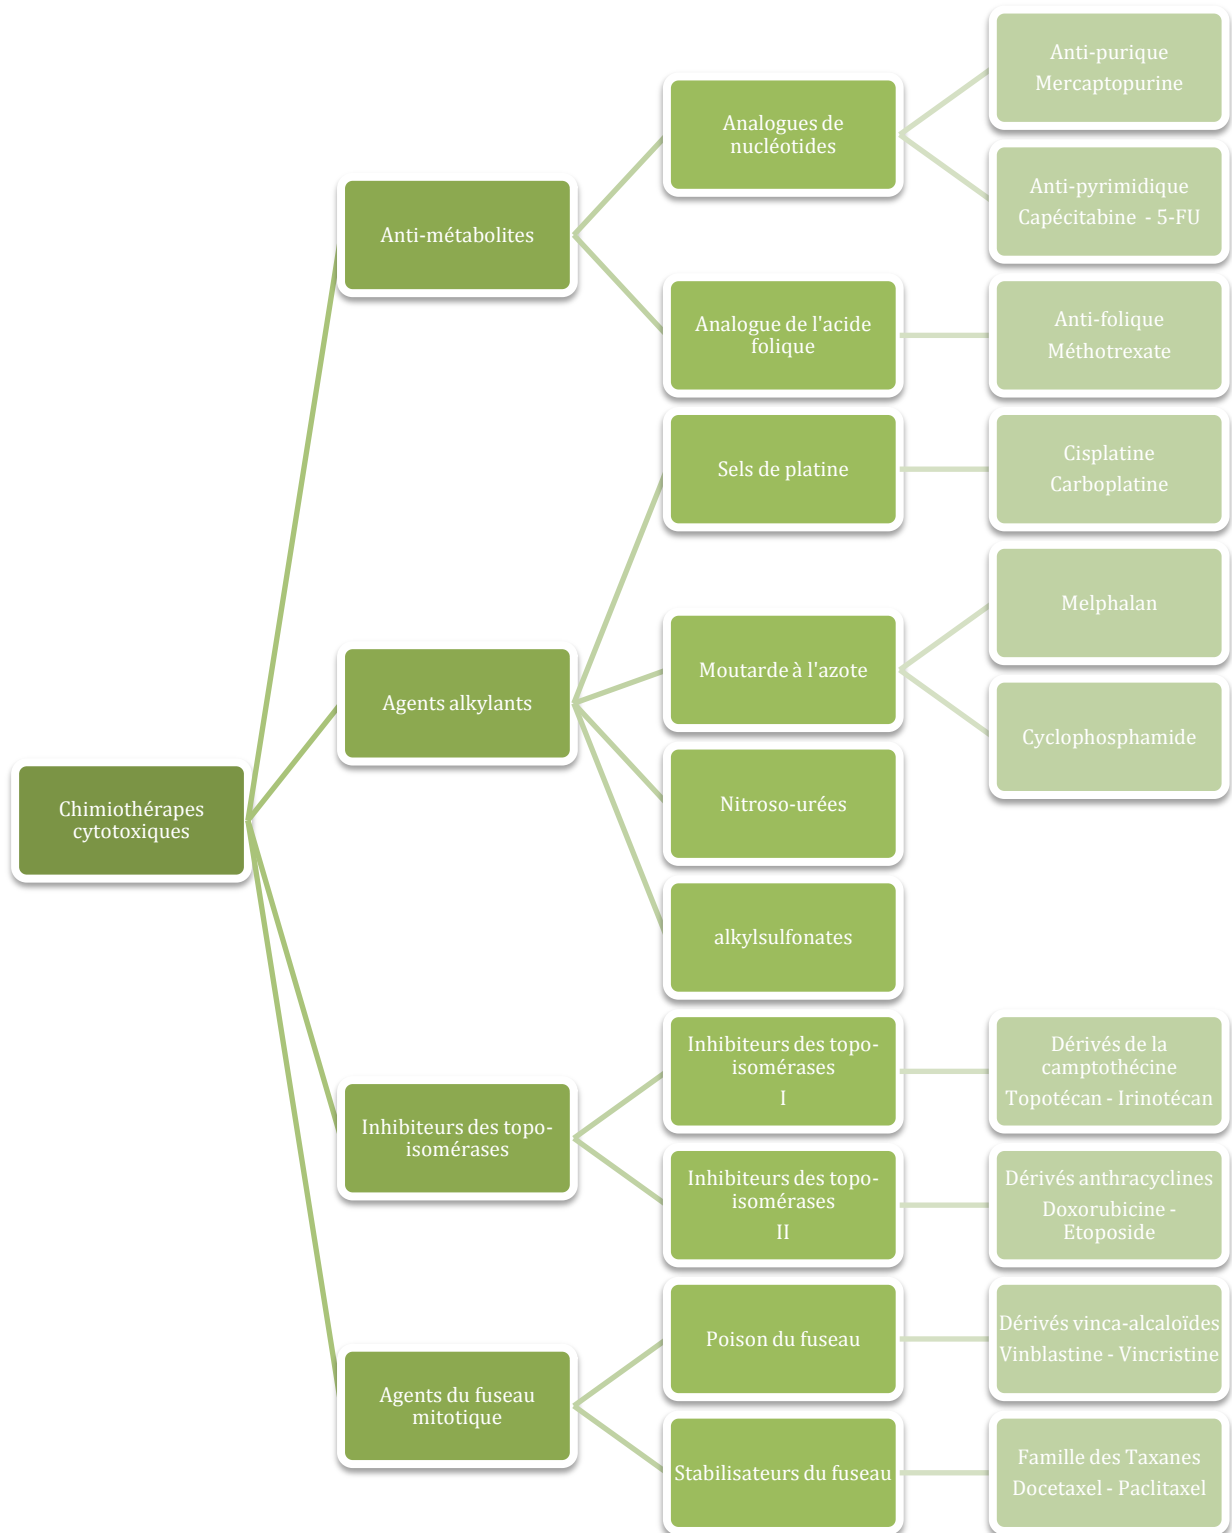 Chimiothérapes
cytotoxiques
Anti-métabolites
Analogues de
nucléotides
Anti-purique
Mercaptopurine
Anti-pyrimidique
Capécitabine - 5-FU
Analogue de l'acide
folique
Anti-folique
Méthotrexate
Agents alkylants
Sels de platine
Cisplatine
Carboplatine
Moutarde à l'azote
Melphalan
Cyclophosphamide
Nitroso-urées
alkylsulfonates
Inhibiteurs des topo-
isomérases
Inhibiteurs des topo-
isomérases
I
Dérivés de la
camptothécine
Topotécan - Irinotécan
Inhibiteurs des topo-
isomérases
II
Dérivés anthracyclines
Doxorubicine -
Etoposide
Agents du fuseau
mitotique
Poison du fuseau
Dérivés vinca-alcaloïdes
Vinblastine - Vincristine
Stabilisateurs du fuseau
Famille des Taxanes
Docetaxel - Paclitaxel